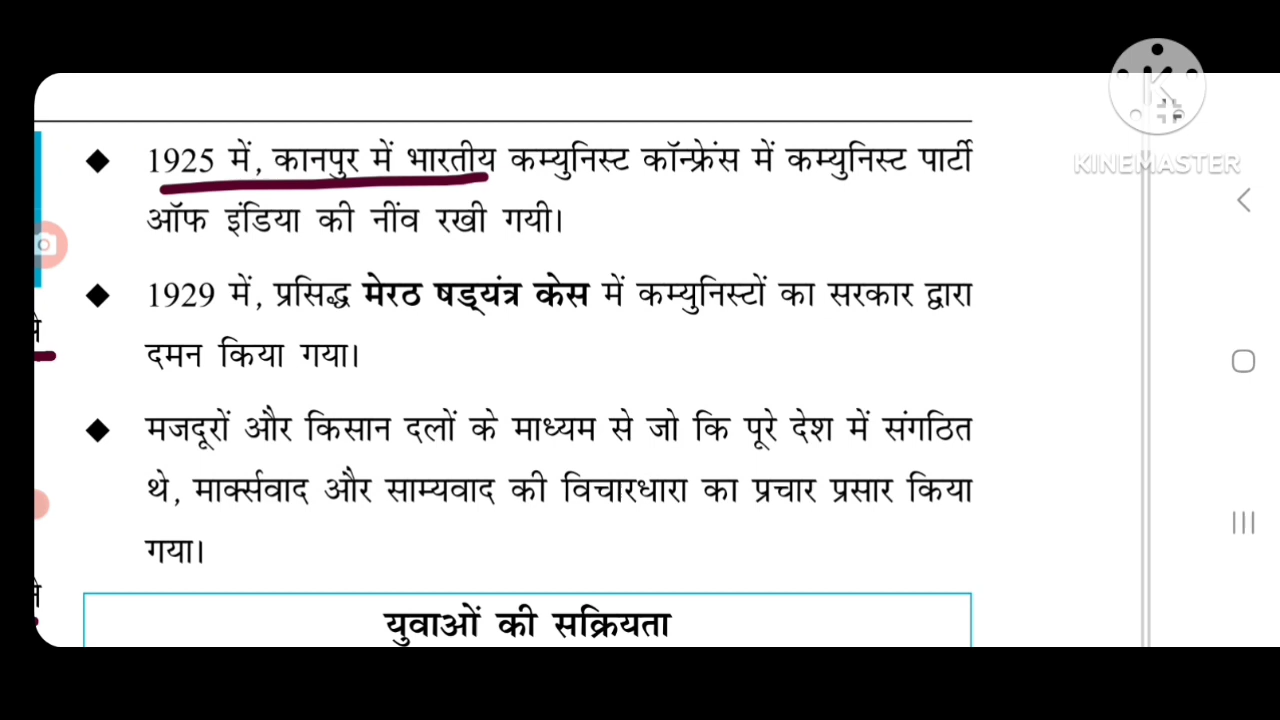 KINEMASTER
◆ 1925 में, कानपुर में भारतीय कम्युनिस्ट कॉन्फ्रेंस में कम्युनिस्ट पार्टी
ऑफ इंडिया की नींव रखी गयी।
◆ 1929 में, प्रसिद्ध मेरठ षड्यंत्र केस में कम्युनिस्टों का सरकार द्वारा
दमन किया गया।
◆ मजदूरों और किसान दलों के माध्यम से जो कि पूरे देश में संगठित
थे, मार्क्सवाद और साम्यवाद की विचारधारा का प्रचार प्रसार किया
गया।
युवाओं की सक्रियता